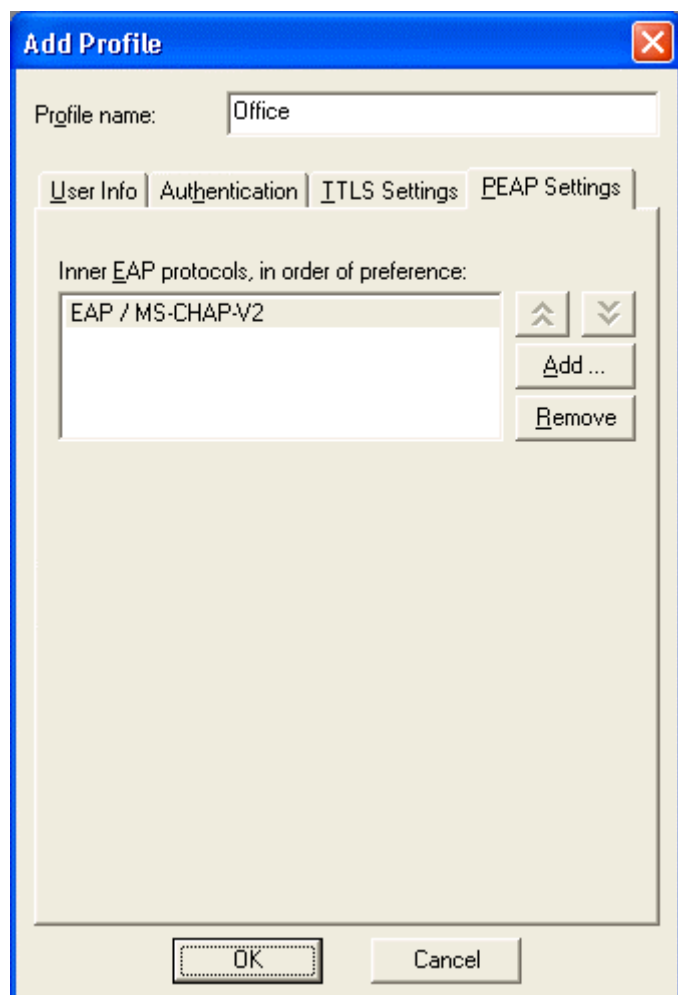 Add Profile
Profile name: Office
User Info Authentication TTLS Settings PEAP Settings
Inner EAP protocols, in order of preference:
EAP / MS-CHAP-V2
Add ...
Remove
OK Cancel